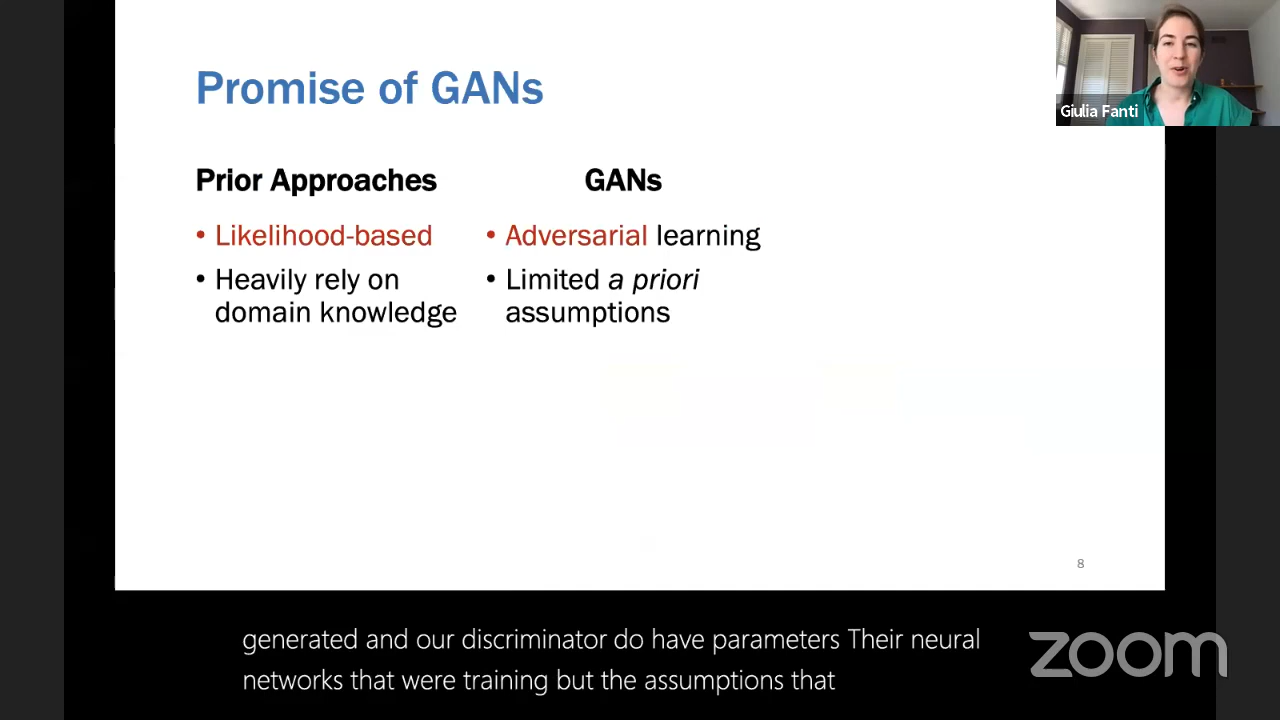 Promise of GANs
Giulia Fanti
Prior Approaches
• Likelihood-based
• Heavily rely on
domain knowledge
GANs
• Adversarial learning
• Limited a priori
assumptions
8
generated and our discriminator do have parameters Their neural
networks that were training but the assumptions that
zoom